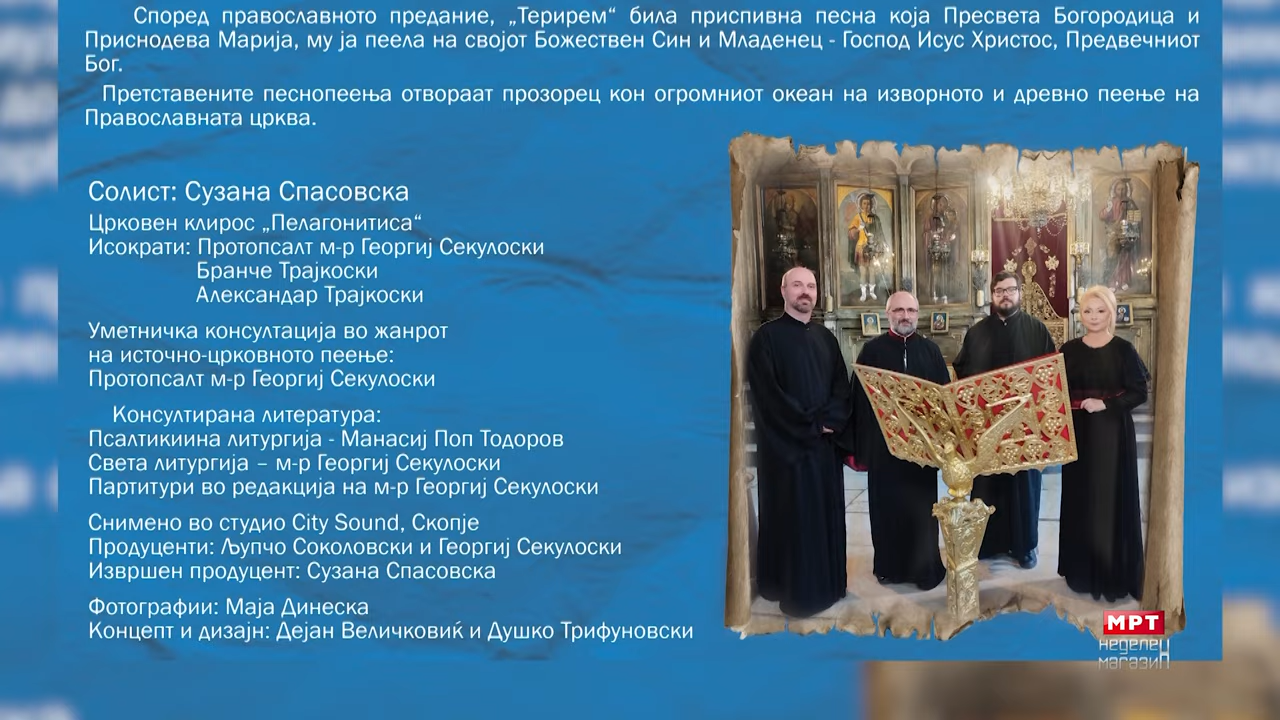 Според православното предание, „Терирем“ била приспивна песна која Пресвета Богородица и
Приснодева Марија, му ја пеела на својот Божествен Син и Младенец - Господ Исус Христос, Предвечниот
Бог.
Претставените песнопеења отвораат прозорец кон огромниот океан на изворното и древно пеење на
Православната црква.
Солист: Сузана Спасовска
Црковен клирос „Пелагонитиса“
Исократи: Протопсалт м-р Георгиј Секулоски
Бранче Трајкоски
Александар Трајкоски
Уметничка консултација во жанрот
на источно-црковното пеење:
Протопсалт м-р Георгиј Секулоски
Консултирана литература:
Псалтикиина литургија - Манасиј Поп Тодоров
Света литургија – м-р Георгиј Секулоски
Партитури во редакција на м-р Георгиј Секулоски
Снимено во студио City Sound, Скопје
Продуценти: Љупчо Соколовски и Георгиј Секулоски
Извршен продуцент: Сузана Спасовска
Фотографии: Маја Динеска
Концепт и дизајн: Дејан Величковиќ и Душко Трифуновски
МРТ
неделен
магазин